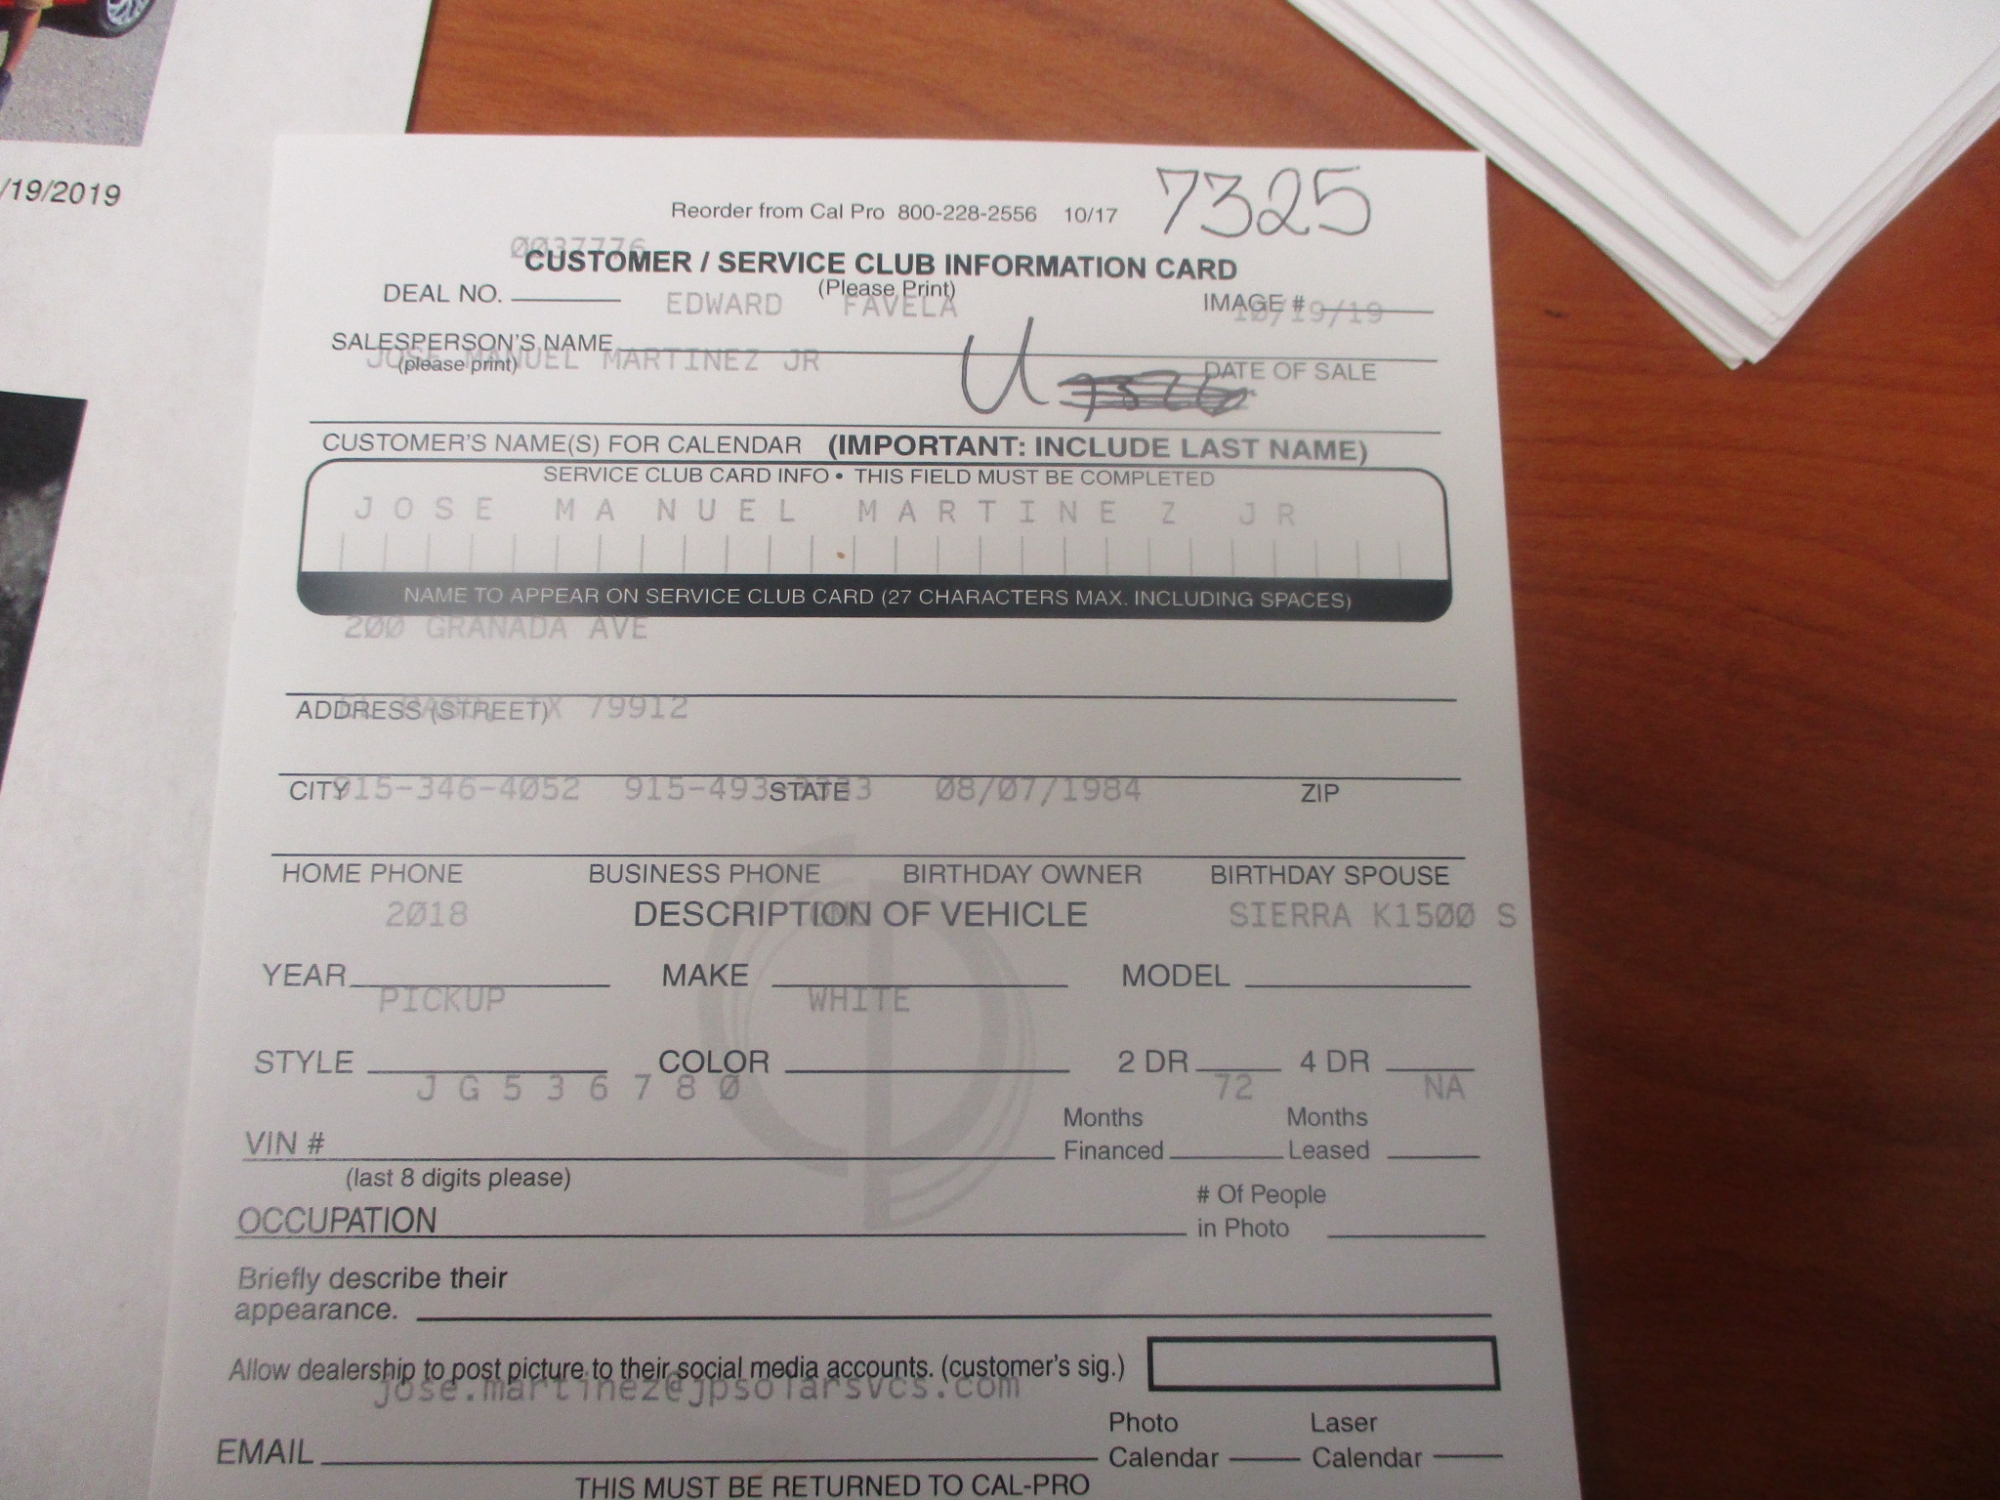 /19/2019
Reorder from Cal Pro 800-228-2556 10/17 7325
0037776
CUSTOMER / SERVICE CLUB INFORMATION CARD
(Please Print)
DEAL NO. EDWARD FAVELA IMAGE # 10/19/19
SALESPERSON'S NAME
(please print)
JOSE MANUEL MARTINEZ JR
U DATE OF SALE
CUSTOMER'S NAME(S) FOR CALENDAR (IMPORTANT: INCLUDE LAST NAME)
SERVICE CLUB CARD INFO • THIS FIELD MUST BE COMPLETED
JOSE MANUEL MARTINEZ JR
NAME TO APPEAR ON SERVICE CLUB CARD (27 CHARACTERS MAX. INCLUDING SPACES)
200 GRANADA AVE
ADDRESS (STREET) TX 79912
CITY 915-346-4052 STATE 08/07/1984 ZIP
HOME PHONE BUSINESS PHONE BIRTHDAY OWNER BIRTHDAY SPOUSE
2018 DESCRIPTION OF VEHICLE SIERRA K1500 S
YEAR MAKE MODEL
PICKUP WHITE
STYLE COLOR 2 DR 4 DR
JG536780 72 NA
VIN # Months Financed Months Leased
(last 8 digits please)
OCCUPATION # Of People in Photo
Briefly describe their
appearance.
Allow dealership to post picture to their social media accounts. (customer's sig.)
jose.martinez@jpsolarsvcs.com
EMAIL Photo Calendar Laser Calendar
THIS MUST BE RETURNED TO CAL-PRO